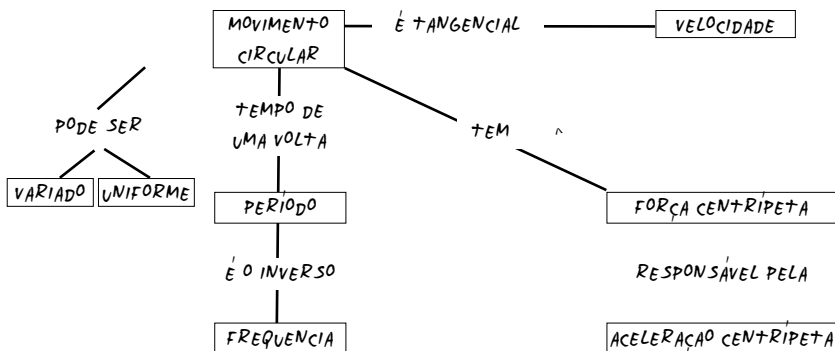 MOVIMENTO
CIRCULAR
É TANGENCIAL
VELOCIDADE
TEMPO DE
UMA VOLTA
PODE SER
TEM
VARIADO
UNIFORME
PERÍODO
FORÇA CENTRÍPETA
É O INVERSO
RESPONSÁVEL PELA
FREQUENCIA
ACELERAÇAO CENTRÍPETA